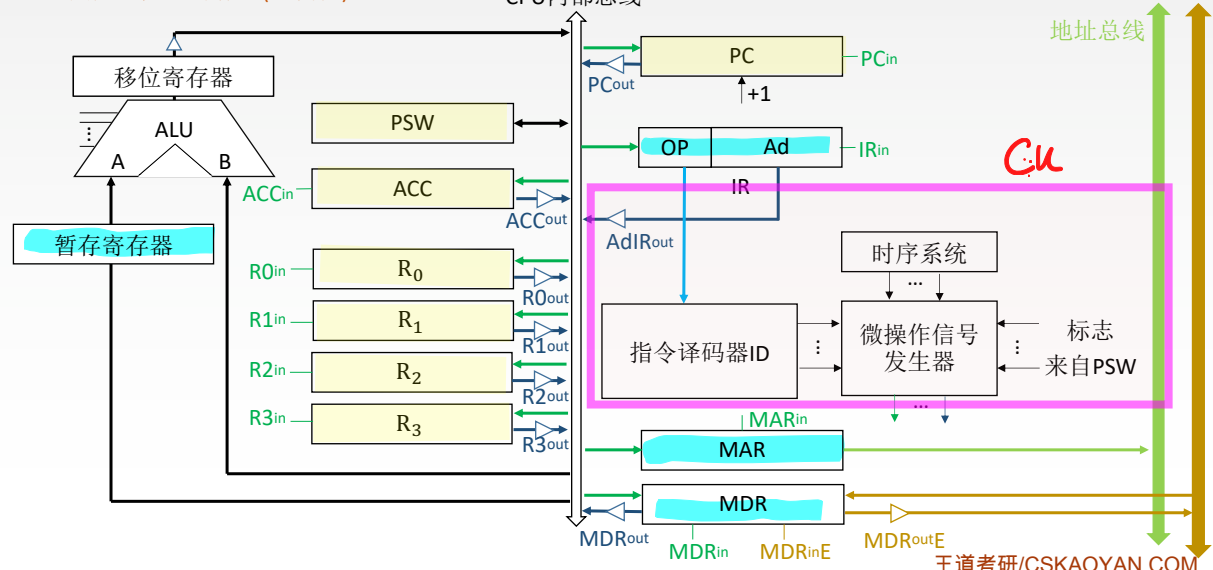 CPU内部总线
地址总线
移位寄存器
ALU
A
B
⋮
PC
PCin
PCout
+1
PSW
OP
Ad
IRin
IR
CU
ACCin
ACC
ACCout
AdIRout
暂存寄存器
时序系统
...
R0in
R₀
R0out
R1in
R₁
R1out
R2in
R₂
R2out
R3in
R₃
R3out
指令译码器ID
⋮
微操作信号
发生器
⋮
标志
来自PSW
...
MARin
MAR
MDR
MDRout
MDRin
MDRinE
MDRoutE
王道考研/CSKAOYAN.COM